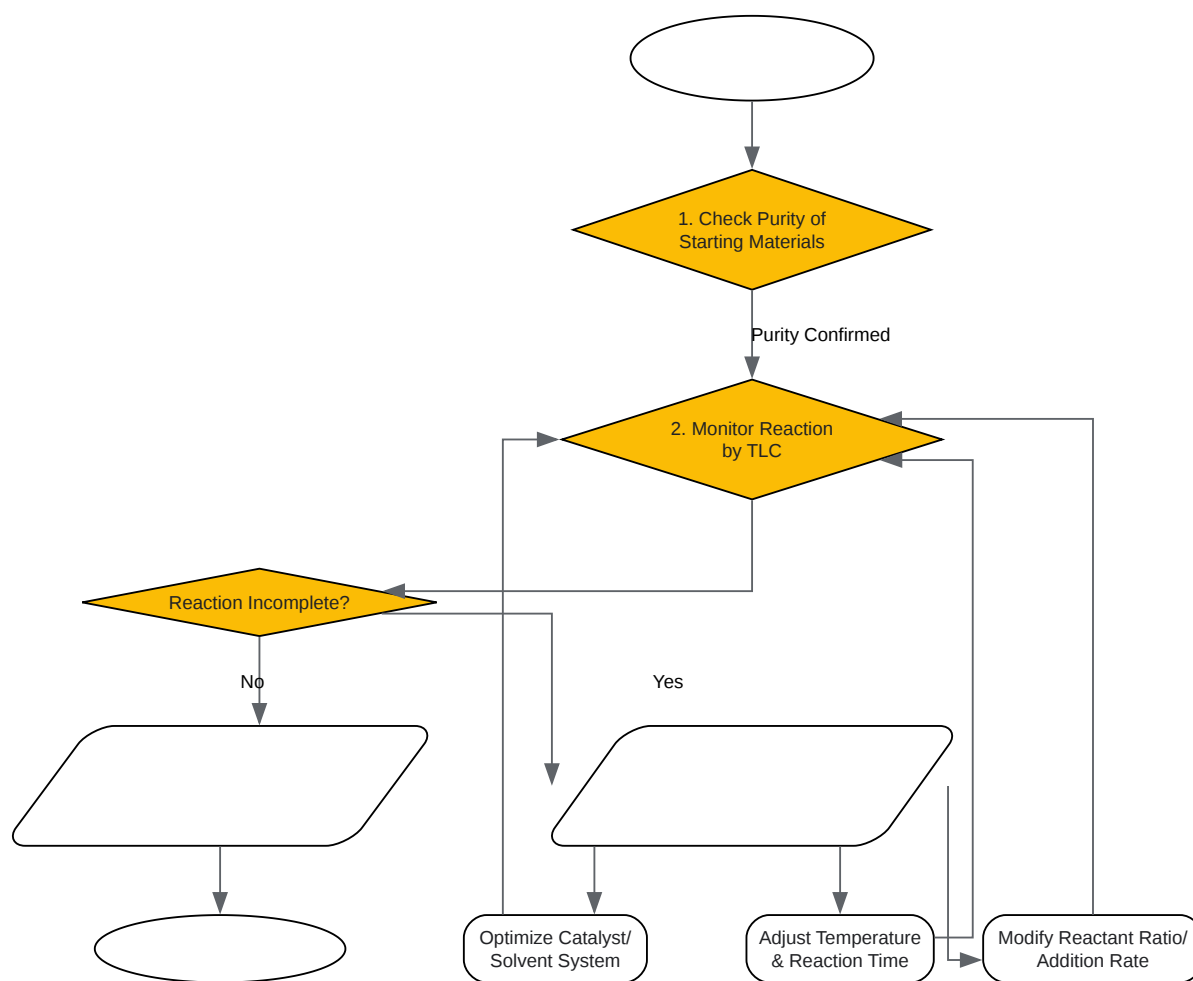 1. Check Purity of
Starting Materials
Purity Confirmed
2. Monitor Reaction
by TLC
Reaction Incomplete?
No
Yes
Optimize Catalyst/
Solvent System
Adjust Temperature
& Reaction Time
Modify Reactant Ratio/
Addition Rate